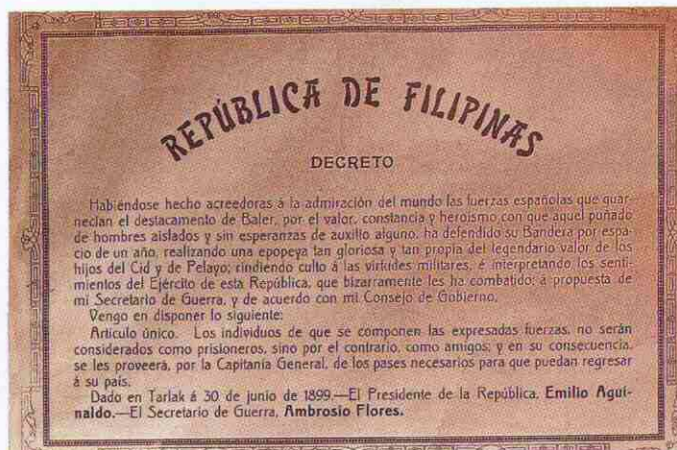 REPÚBLICA DE FILIPINAS
DECRETO
Habiéndose hecho acreedoras á la admiración del mundo las fuerzas españolas que guar-
necían el destacamento de Baler, por el valor, constancia y heroísmo con que aquel puñado
de hombres aislados y sin esperanzas de auxilio alguno, ha defendido su Bandera por espa-
cio de un año, realizando una epopeya tan gloriosa y tan propia del legendario valor de los
hijos del Cid y de Pelayo; rindiendo culto á las virtudes militares, é interpretando los senti-
mientos del Ejército de esta República, que bizarramente les ha combatido; á propuesta de
mi Secretario de Guerra, y de acuerdo con mi Consejo de Gobierno,
Vengo en disponer lo siguiente:
Artículo único. Los individuos de que se componen las expresadas fuerzas, no serán
considerados como prisioneros, sino por el contrario, como amigos; y en su consecuencia,
se les proveerá, por la Capitanía General, de los pases necesarios para que puedan regresar
á su país.
Dado en Tarlak á 30 de junio de 1899.—El Presidente de la República, Emilio Agui-
naldo.—El Secretario de Guerra, Ambrosio Flores.